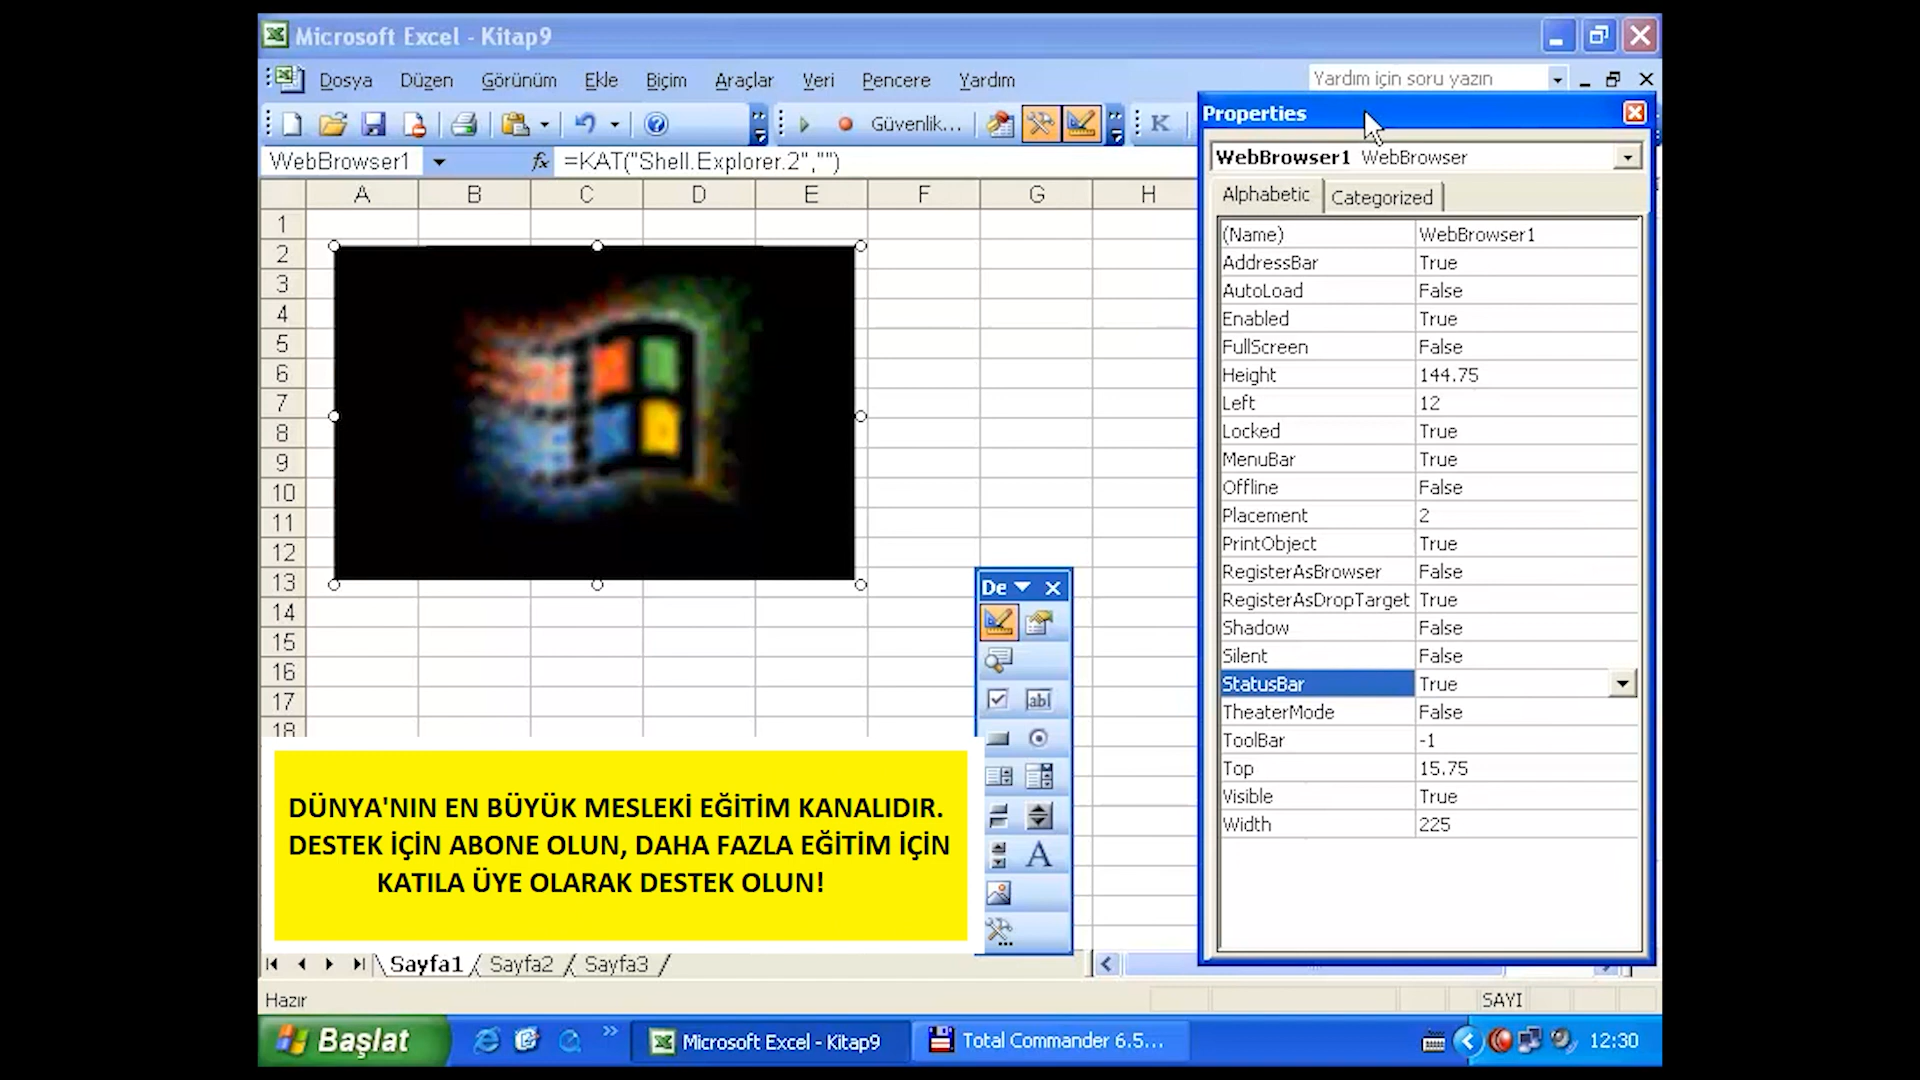 Microsoft Excel - Kitap9
Dosya Düzen Görünüm Ekle Biçim Araçlar Veri Pencere Yardım
Yardım için soru yazın
Güvenlik...
K
WebBrowser1
fx =KAT("Shell.Explorer.2";"")
A B C D E F G H
1
2
3
4
5
6
7
8
9
10
11
12
13
14
15
16
17
18
De
abl
A
Properties
WebBrowser1 WebBrowser
Alphabetic Categorized
(Name) WebBrowser1
AddressBar True
AutoLoad False
Enabled True
FullScreen False
Height 144.75
Left 12
Locked True
MenuBar True
Offline False
Placement 2
PrintObject True
RegisterAsBrowser False
RegisterAsDropTarget True
Shadow False
Silent False
StatusBar True
TheaterMode False
ToolBar -1
Top 15.75
Visible True
Width 225
DÜNYA'NIN EN BÜYÜK MESLEKİ EĞİTİM KANALIDIR.
DESTEK İÇİN ABONE OLUN, DAHA FAZLA EĞİTİM İÇİN
KATILA ÜYE OLARAK DESTEK OLUN!
Sayfa1 Sayfa2 Sayfa3
Hazır
SAYI
Başlat
Microsoft Excel - Kitap9
Total Commander 6.5...
12:30